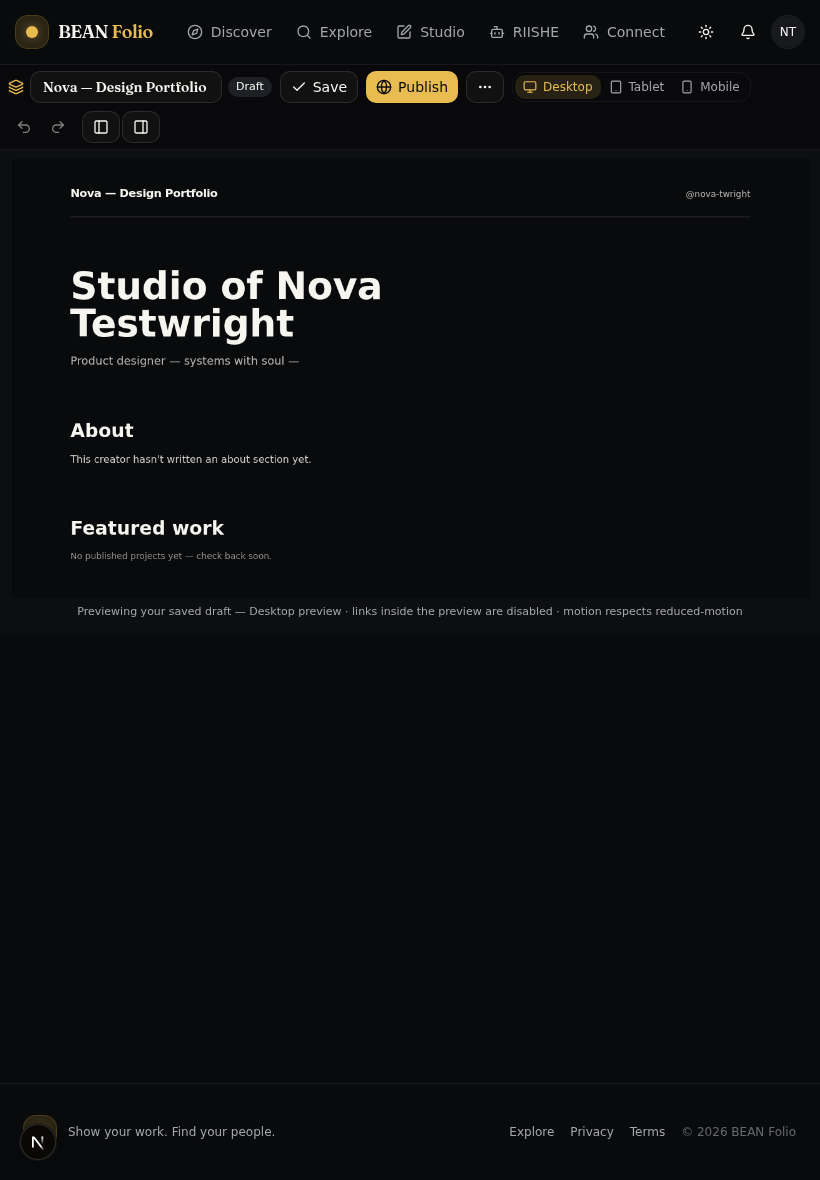 BEAN Folio Discover Explore Studio RIISHE Connect NT
Nova — Design Portfolio Draft Save Publish Desktop Tablet Mobile
Nova — Design Portfolio @nova-twright
Studio of Nova
Testwright
Product designer — systems with soul —
About
This creator hasn't written an about section yet.
Featured work
No published projects yet — check back soon.
Previewing your saved draft — Desktop preview · links inside the preview are disabled · motion respects reduced-motion
N Show your work. Find your people. Explore Privacy Terms © 2026 BEAN Folio